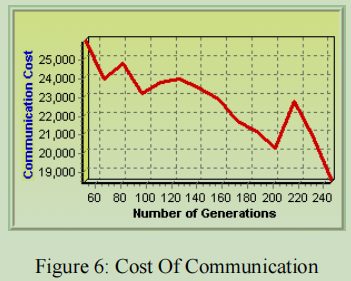 Communication Cost
25,000
24,000
23,000
22,000
21,000
20,000
19,000
60 80 100 120 140 160 180 200 220 240
Number of Generations
Figure 6: Cost Of Communication